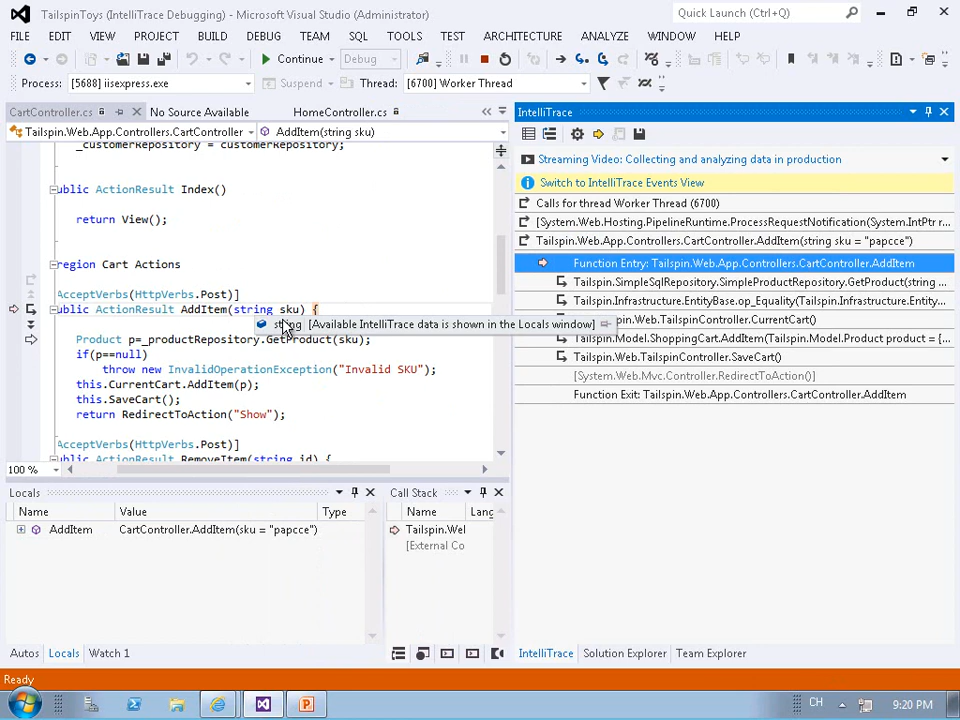 TailspinToys (IntelliTrace Debugging) - Microsoft Visual Studio (Administrator)
Quick Launch (Ctrl+Q)
FILE EDIT VIEW PROJECT BUILD DEBUG TEAM SQL TOOLS TEST ARCHITECTURE ANALYZE WINDOW HELP
Continue Debug
Process: [5688] iisexpress.exe Suspend Thread: [6700] Worker Thread
CartController.cs No Source Available HomeController.cs
Tailspin.Web.App.Controllers.CartController AddItem(string sku)
_customerRepository = customerRepository;
ublic ActionResult Index()
return View();
region Cart Actions
AcceptVerbs(HttpVerbs.Post)]
ublic ActionResult AddItem(string sku) {
string [Available IntelliTrace data is shown in the Locals window]
Product p=_productRepository.GetProduct(sku);
if(p==null)
throw new InvalidOperationException("Invalid SKU");
this.CurrentCart.AddItem(p);
this.SaveCart();
return RedirectToAction("Show");
AcceptVerbs(HttpVerbs.Post)]
ublic ActionResult RemoveItem(string id) {
100 %
IntelliTrace
Streaming Video: Collecting and analyzing data in production
Switch to IntelliTrace Events View
Calls for thread Worker Thread (6700)
[System.Web.Hosting.PipelineRuntime.ProcessRequestNotification(System.IntPtr r...
Tailspin.Web.App.Controllers.CartController.AddItem(string sku = "papcce")
Function Entry: Tailspin.Web.App.Controllers.CartController.AddItem
Tailspin.SimpleSqlRepository.SimpleProductRepository.GetProduct(string ...
Tailspin.Infrastructure.EntityBase.op_Equality(Tailspin.Infrastructure.Entity...
pin.Web.TailspinController.CurrentCart()
Tailspin.Model.ShoppingCart.AddItem(Tailspin.Model.Product product = {...
Tailspin.Web.TailspinController.SaveCart()
[System.Web.Mvc.Controller.RedirectToAction()]
Function Exit: Tailspin.Web.App.Controllers.CartController.AddItem
Locals
Name Value Type
AddItem CartController.AddItem(sku = "papcce")
Call Stack
Name Lang
Tailspin.Wel
[External Co
Autos Locals Watch 1
IntelliTrace Solution Explorer Team Explorer
Ready
CH 9:20 PM